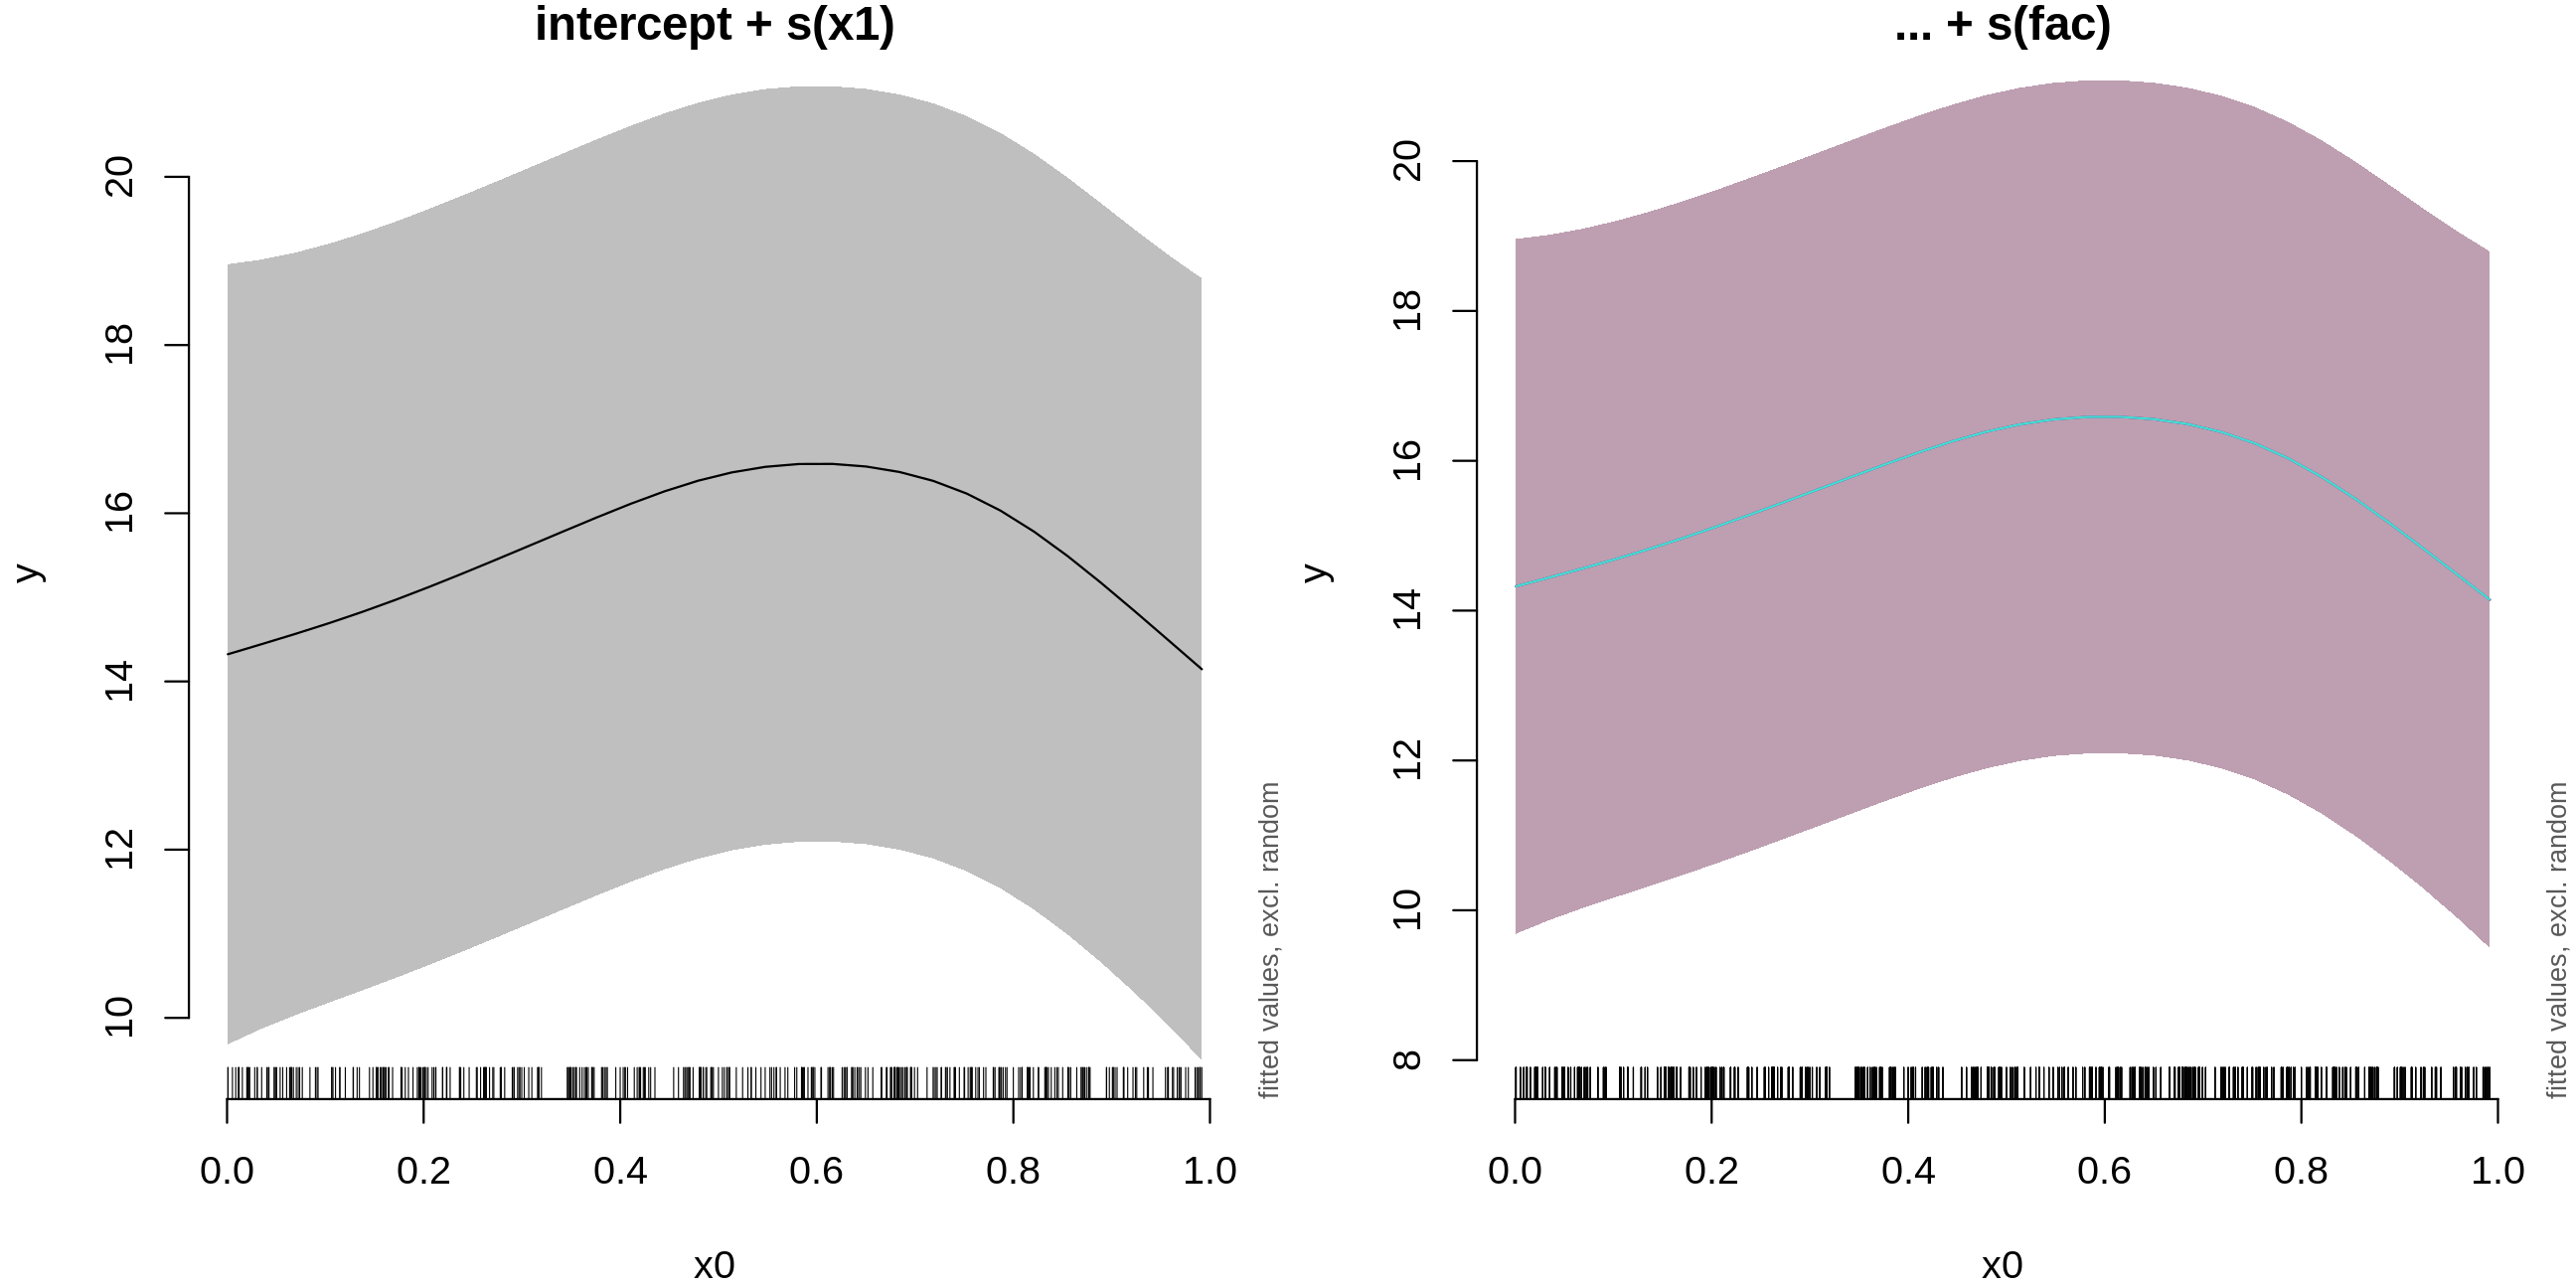 intercept + s(x1)
y
20
18
16
14
12
10
0.0 0.2 0.4 0.6 0.8 1.0
x0
fitted values, excl. random
... + s(fac)
y
20
18
16
14
12
10
8
0.0 0.2 0.4 0.6 0.8 1.0
x0
fitted values, excl. random